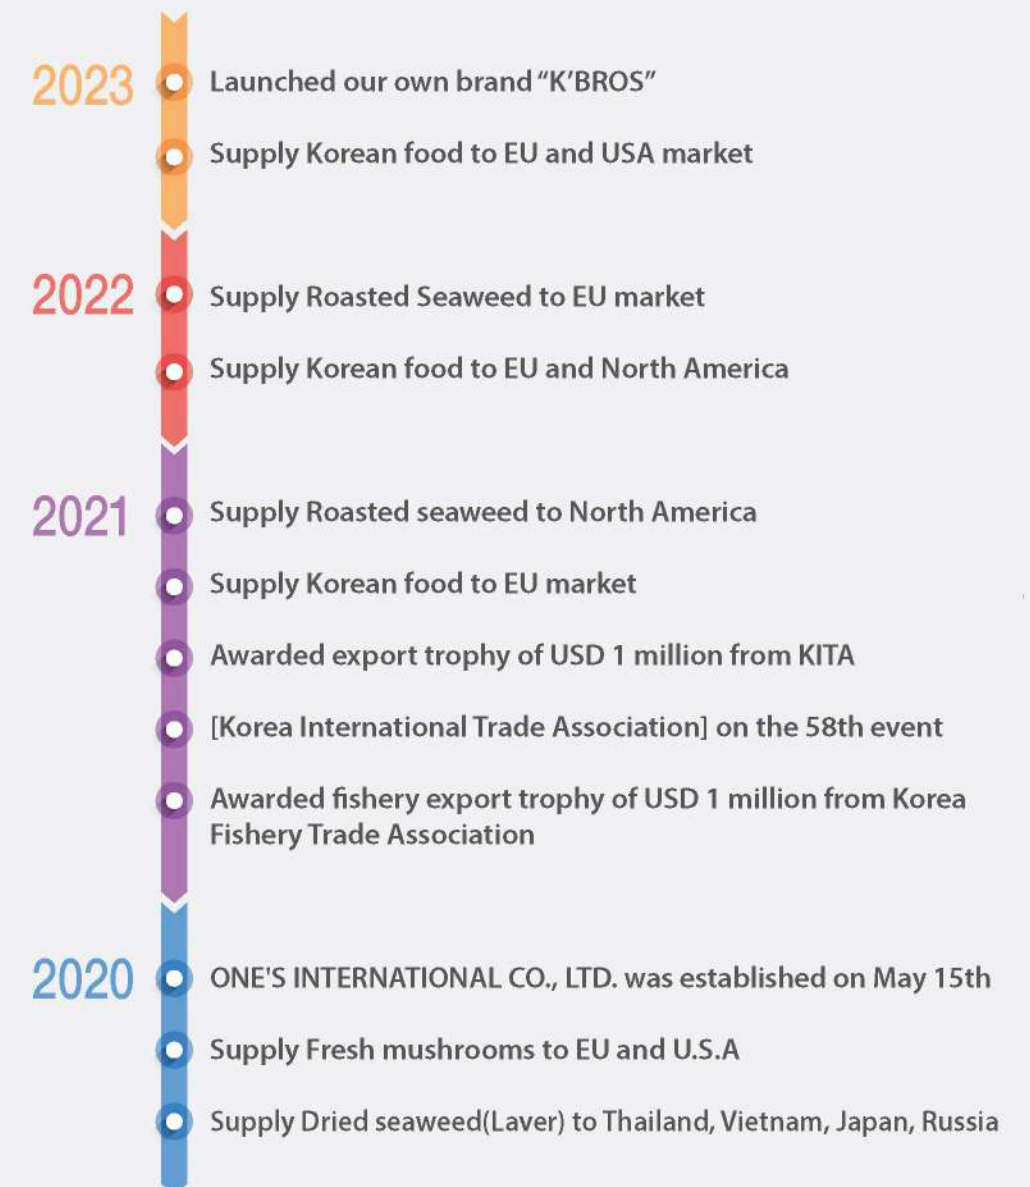 2023
Launched our own brand “K’BROS”
Supply Korean food to EU and USA market
2022
Supply Roasted Seaweed to EU market
Supply Korean food to EU and North America
2021
Supply Roasted seaweed to North America
Supply Korean food to EU market
Awarded export trophy of USD 1 million from KITA
[Korea International Trade Association] on the 58th event
Awarded fishery export trophy of USD 1 million from Korea
Fishery Trade Association
2020
ONE'S INTERNATIONAL CO., LTD. was established on May 15th
Supply Fresh mushrooms to EU and U.S.A
Supply Dried seaweed(Laver) to Thailand, Vietnam, Japan, Russia